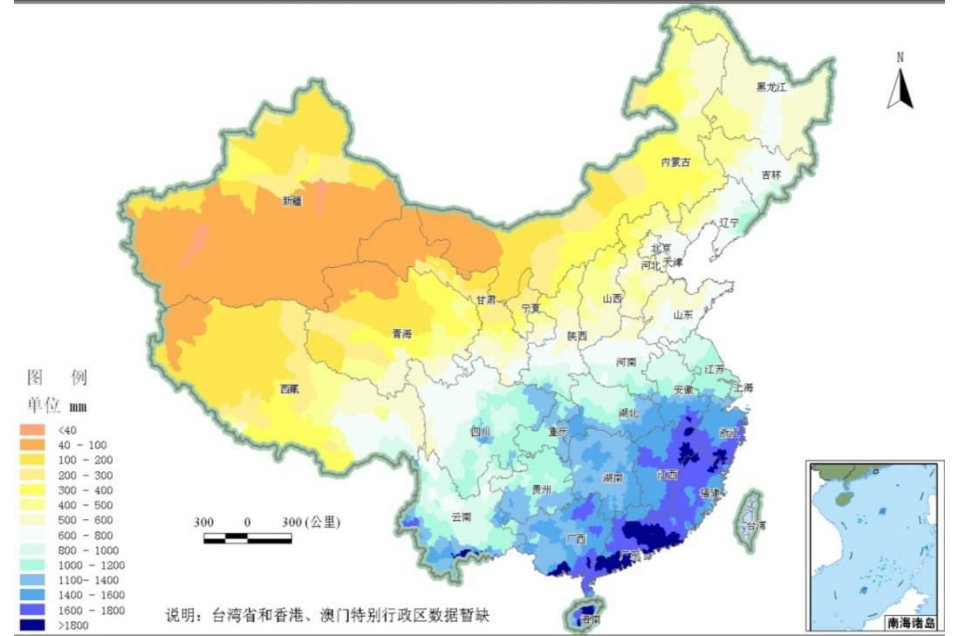 N
黑龙江
内蒙古
吉林
新疆
辽宁
北京
天津
河北
甘肃
宁夏
山西
山东
青海
陕西
河南
江苏
西藏
安徽
上海
湖北
四川
重庆
浙江
湖南
江西
贵州
福建
云南
台湾
广西
广东
海南
图 例
单位 mm
<40
40 - 100
100 - 200
200 - 300
300 - 400
400 - 500
500 - 600
600 - 800
800 - 1000
1000 - 1200
1100- 1400
1400 - 1600
1600 - 1800
>1800
300 0 300(公里)
说明：台湾省和香港、澳门特别行政区数据暂缺
南海诸岛